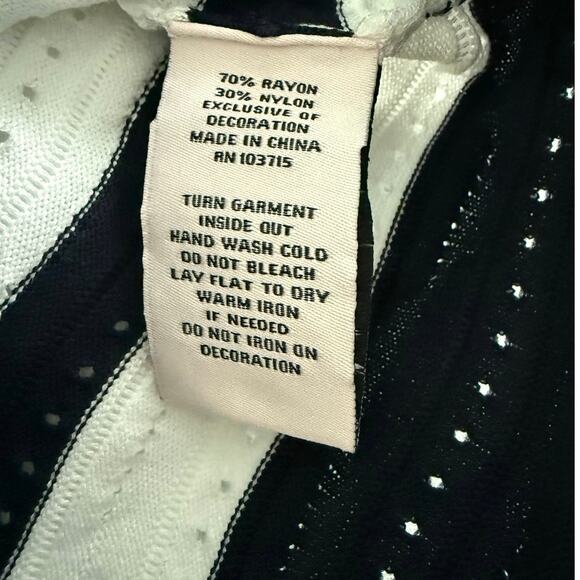 70% RAYON
30% NYLON
EXCLUSIVE OF
DECORATION
MADE IN CHINA
RN 103715
TURN GARMENT
INSIDE OUT
HAND WASH COLD
DO NOT BLEACH
LAY FLAT TO DRY
WARM IRON
IF NEEDED
DO NOT IRON ON
DECORATION